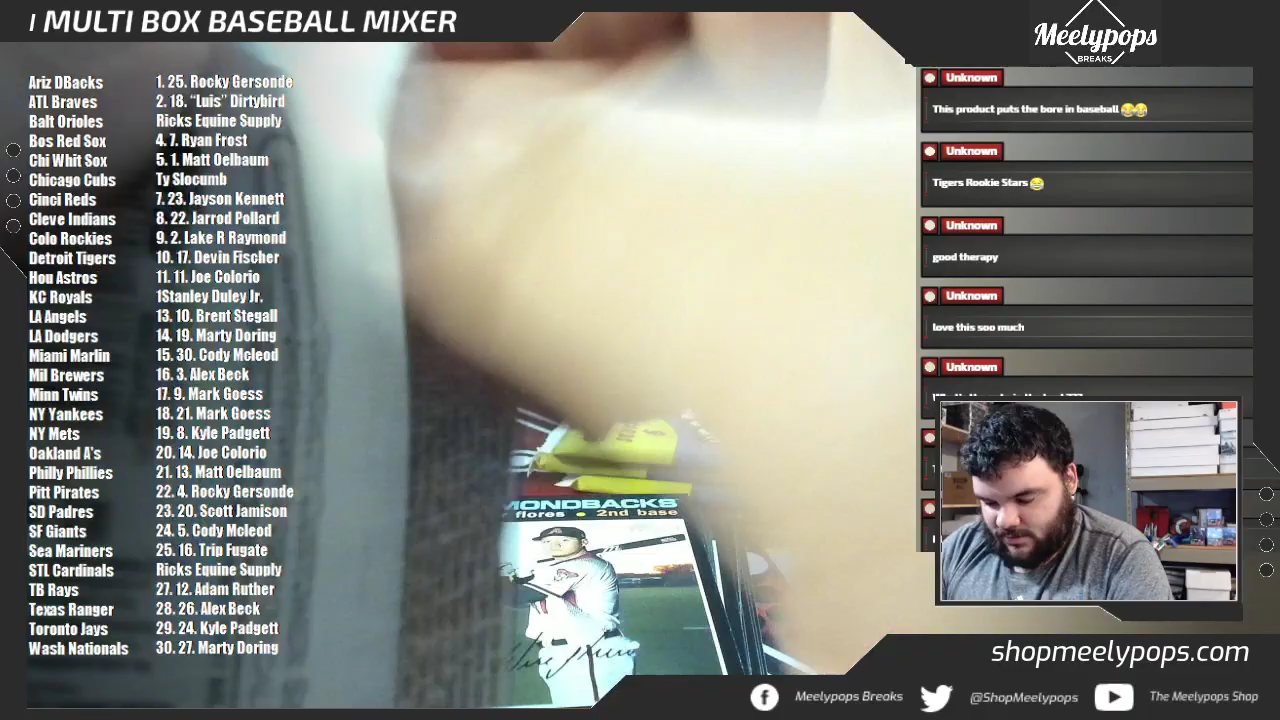 MULTI BOX BASEBALL MIXER
Meelypops
BREAKS
Ariz DBacks 1. 25. Rocky Gersonde
ATL Braves 2. 18. "Luis" Dirtybird
Balt Orioles Ricks Equine Supply
Bos Red Sox 4. 7. Ryan Frost
Chi Whit Sox 5. 1. Matt Oelbaum
Chicago Cubs Ty Slocumb
Cinci Reds 7. 23. Jayson Kennett
Cleve Indians 8. 22. Jarrod Pollard
Colo Rockies 9. 2. Lake R Raymond
Detroit Tigers 10. 17. Devin Fischer
Hou Astros 11. 11. Joe Colorio
KC Royals 1Stanley Duley Jr.
LA Angels 13. 10. Brent Stegall
LA Dodgers 14. 19. Marty Doring
Miami Marlin 15. 30. Cody Mcleod
Mil Brewers 16. 3. Alex Beck
Minn Twins 17. 9. Mark Goess
NY Yankees 18. 21. Mark Goess
NY Mets 19. 8. Kyle Padgett
Oakland A's 20. 14. Joe Colorio
Philly Phillies 21. 13. Matt Oelbaum
Pitt Pirates 22. 4. Rocky Gersonde
SD Padres 23. 20. Scott Jamison
SF Giants 24. 5. Cody Mcleod
Sea Mariners 25. 16. Trip Fugate
STL Cardinals Ricks Equine Supply
TB Rays 27. 12. Adam Ruther
Texas Ranger 28. 26. Alex Beck
Toronto Jays 29. 24. Kyle Padgett
Wash Nationals 30. 27. Marty Doring
MONDBACKS
flores • 2nd base
Unknown
This product puts the bore in baseball 😂😂
Unknown
Tigers Rookie Stars 😂
Unknown
good therapy
Unknown
love this soo much
Unknown
shopmeelypops.com
Meelypops Breaks
@ShopMeelypops
The Meelypops Shop